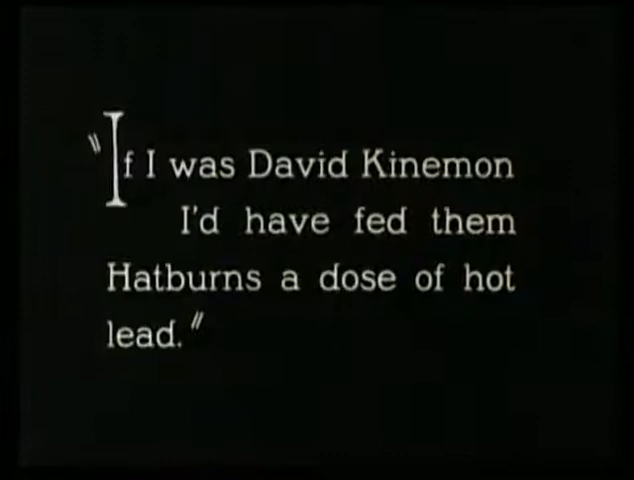 "If I was David Kinemon
I'd have fed them
Hatburns a dose of hot
lead."